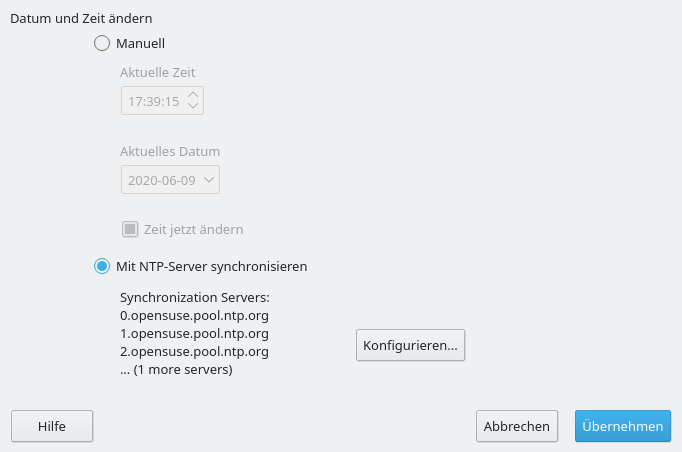 Datum und Zeit ändern
Manuell
Aktuelle Zeit
17:39:15
Aktuelles Datum
2020-06-09
Zeit jetzt ändern
Mit NTP-Server synchronisieren
Synchronization Servers:
0.opensuse.pool.ntp.org
1.opensuse.pool.ntp.org
2.opensuse.pool.ntp.org
... (1 more servers)
Konfigurieren...
Hilfe
Abbrechen
Übernehmen